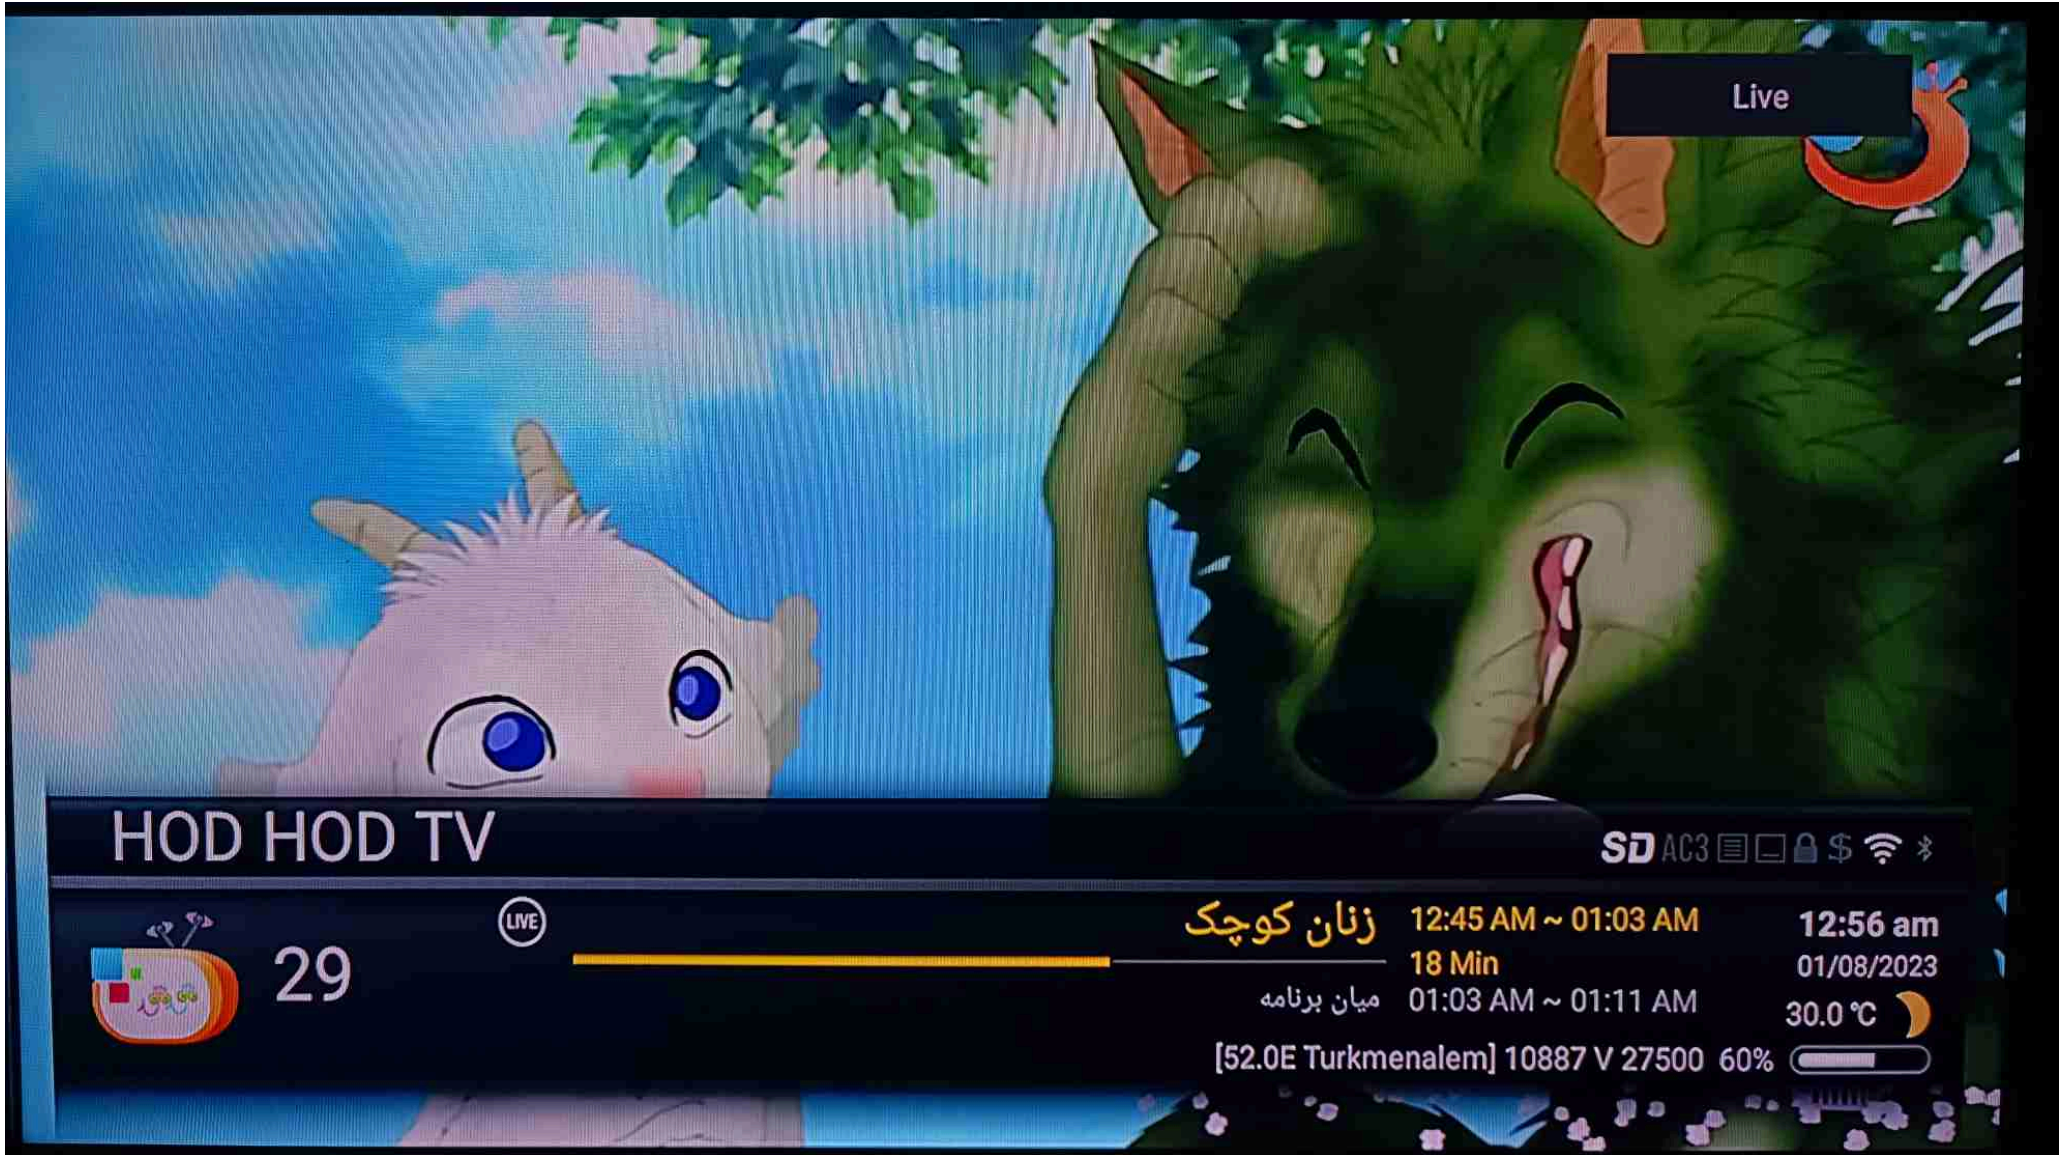 Live
HOD HOD TV
SD AC3 $
29
LIVE
زنان کوچک 12:45 AM ~ 01:03 AM
18 Min
میان برنامه 01:03 AM ~ 01:11 AM
[52.0E Turkmenalem] 10887 V 27500 60%
12:56 am
01/08/2023
30.0 °C